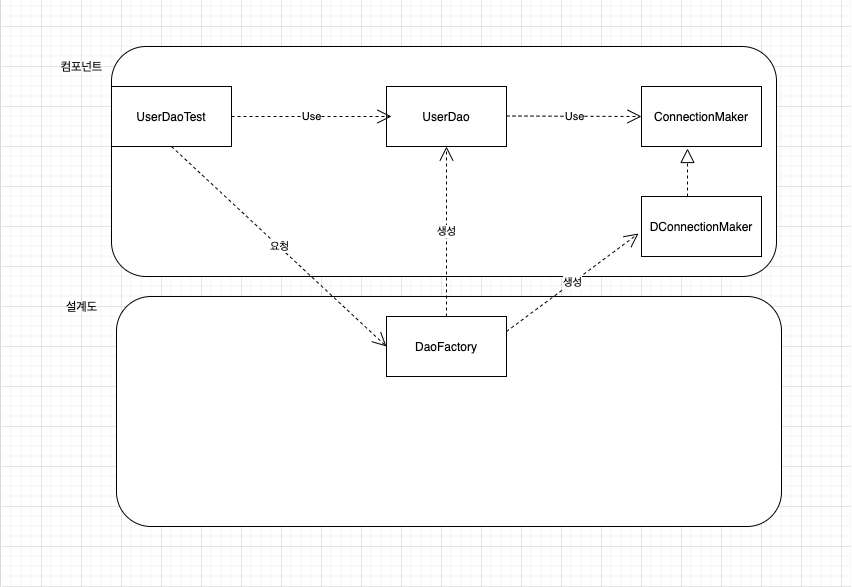 컴포넌트
UserDaoTest
Use
UserDao
Use
ConnectionMaker
DConnectionMaker
생성
요청
생성
설계도
DaoFactory